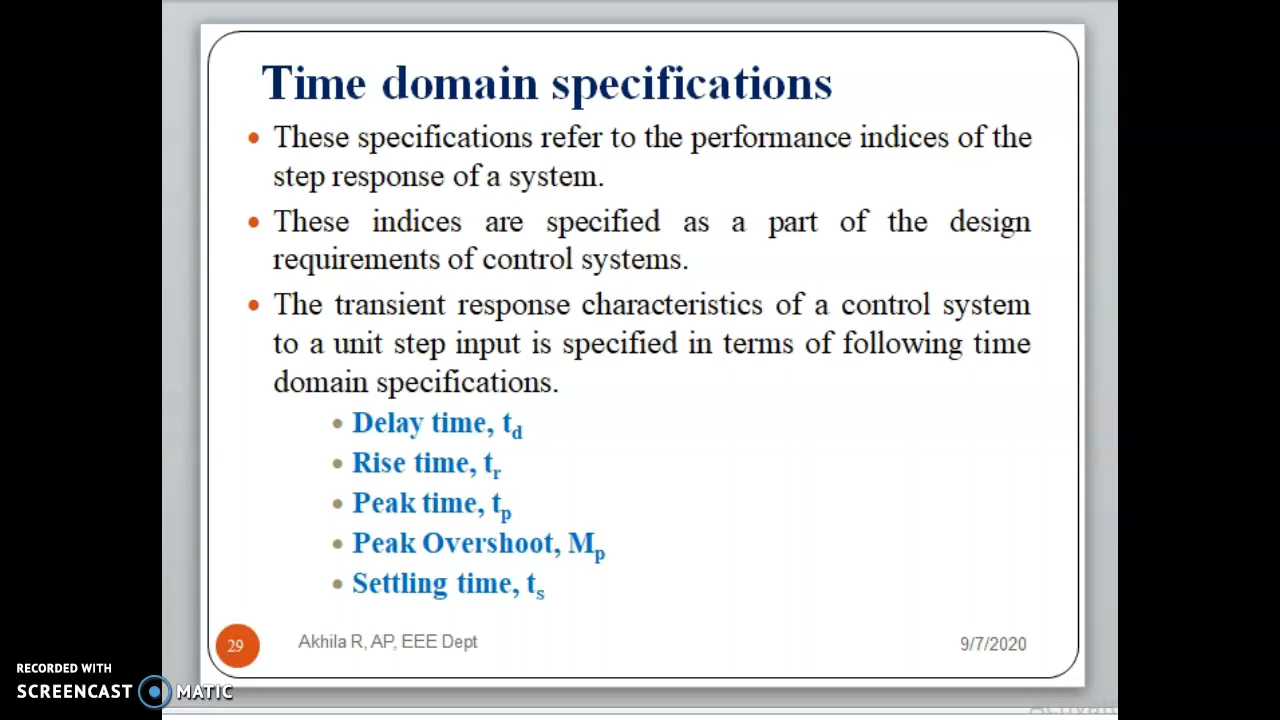 Time domain specifications
• These specifications refer to the performance indices of the
step response of a system.
• These indices are specified as a part of the design
requirements of control systems.
• The transient response characteristics of a control system
to a unit step input is specified in terms of following time
domain specifications.
• Delay time, td
• Rise time, tr
• Peak time, tp
• Peak Overshoot, Mp
• Settling time, ts
29
Akhila R, AP, EEE Dept
9/7/2020
RECORDED WITH
SCREENCAST MATIC